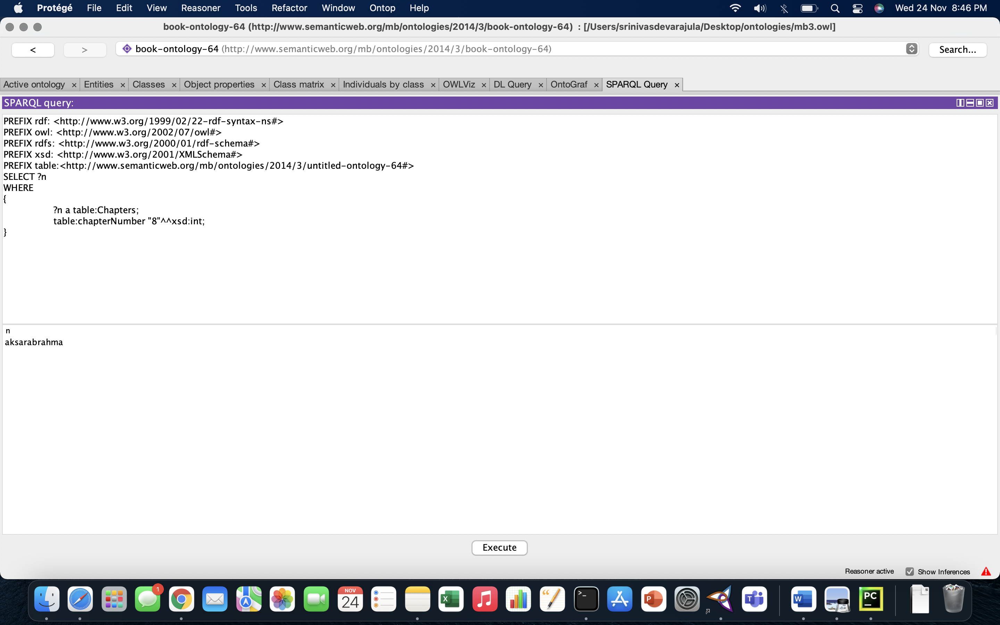 Protégé File Edit View Reasoner Tools Refactor Window Ontop Help Wed 24 Nov 8:46 PM
book-ontology-64 (http://www.semanticweb.org/mb/ontologies/2014/3/book-ontology-64) : [/Users/srinivasdevarajula/Desktop/ontologies/mb3.owl]
< > book-ontology-64 (http://www.semanticweb.org/mb/ontologies/2014/3/book-ontology-64) Search...
Active ontology × Entities × Classes × Object properties × Class matrix × Individuals by class × OWLViz × DL Query × OntoGraf × SPARQL Query ×
SPARQL query:
PREFIX rdf: <http://www.w3.org/1999/02/22-rdf-syntax-ns#>
PREFIX owl: <http://www.w3.org/2002/07/owl#>
PREFIX rdfs: <http://www.w3.org/2000/01/rdf-schema#>
PREFIX xsd: <http://www.w3.org/2001/XMLSchema#>
PREFIX table:<http://www.semanticweb.org/mb/ontologies/2014/3/untitled-ontology-64#>
SELECT ?n
WHERE
{
?n a table:Chapters;
table:chapterNumber "8"^^xsd:int;
}
n
aksarabrahma
Execute
Reasoner active Show Inferences
1
NOV
24
X
>_
P
T
W
PC